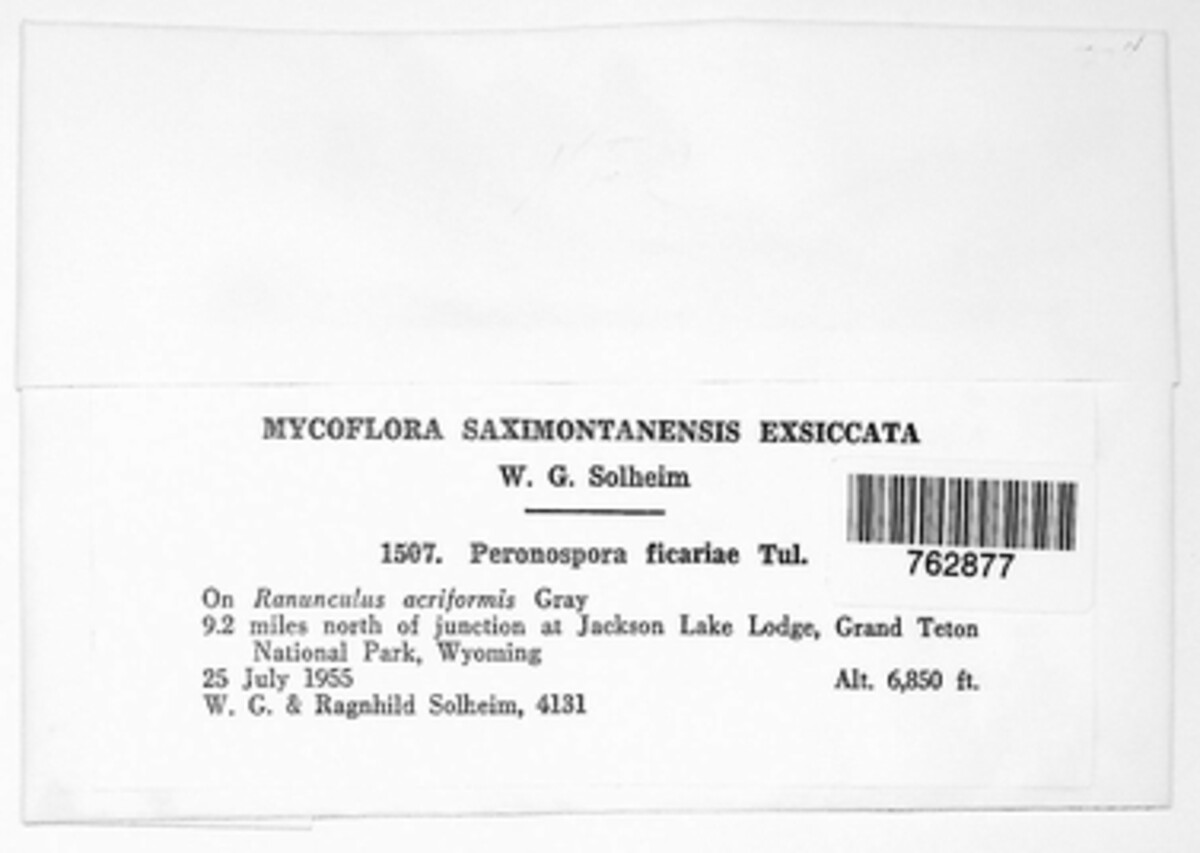 MYCOFLORA SAXIMONTANENSIS EXSICCATA
W. G. Solheim
762877
1507. Peronospora ficariae Tul.
On Ranunculus acriformis Gray
9.2 miles north of junction at Jackson Lake Lodge, Grand Teton
National Park, Wyoming
25 July 1955 Alt. 6,850 ft.
W. G. & Ragnhild Solheim, 4131